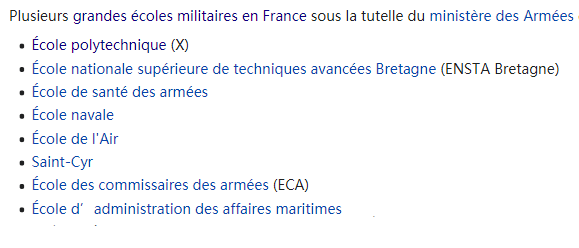 Plusieurs grandes écoles militaires en France sous la tutelle du ministère des Armées
• École polytechnique (X)
• École nationale supérieure de techniques avancées Bretagne (ENSTA Bretagne)
• École de santé des armées
• École navale
• École de l'Air
• Saint-Cyr
• École des commissaires des armées (ECA)
• École d’administration des affaires maritimes